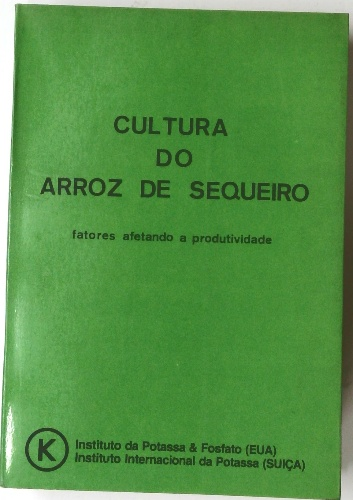 CULTURA
DO
ARROZ DE SEQUEIRO
fatores afetando a produtividade
K
Instituto da Potassa & Fosfato (EUA)
Instituto Internacional da Potassa (SUIÇA)